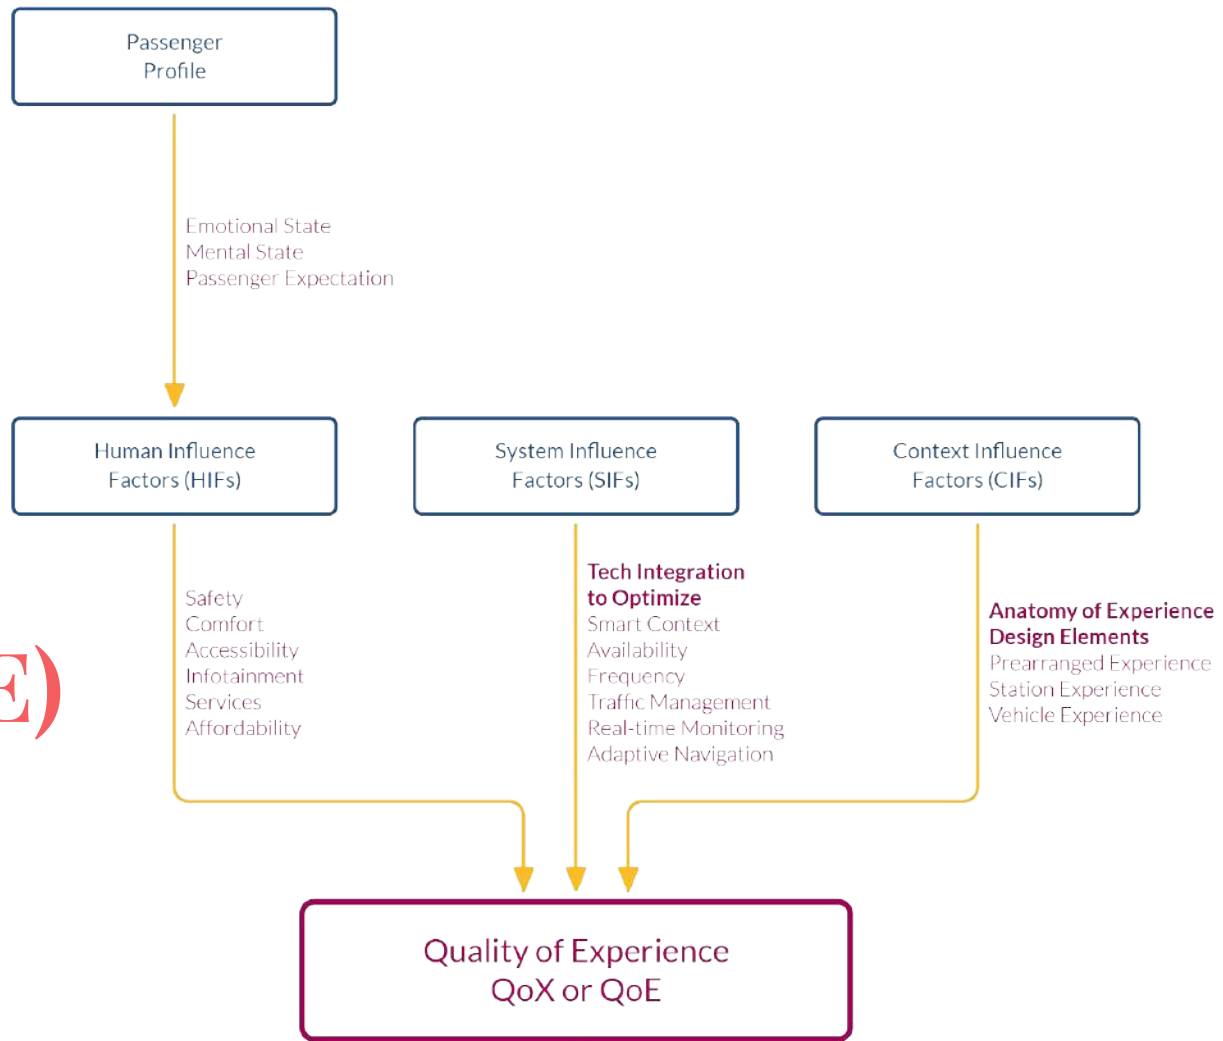 Passenger
Profile
Emotional State
Mental State
Passenger Expectation
Human Influence
Factors (HIFs)
System Influence
Factors (SIFs)
Context Influence
Factors (CIFs)
Safety
Comfort
Accessibility
Infotainment
Services
Affordability
E)
Tech Integration
to Optimize
Smart Context
Availability
Frequency
Traffic Management
Real-time Monitoring
Adaptive Navigation
Anatomy of Experience
Design Elements
Prearranged Experience
Station Experience
Vehicle Experience
Quality of Experience
QoX or QoE